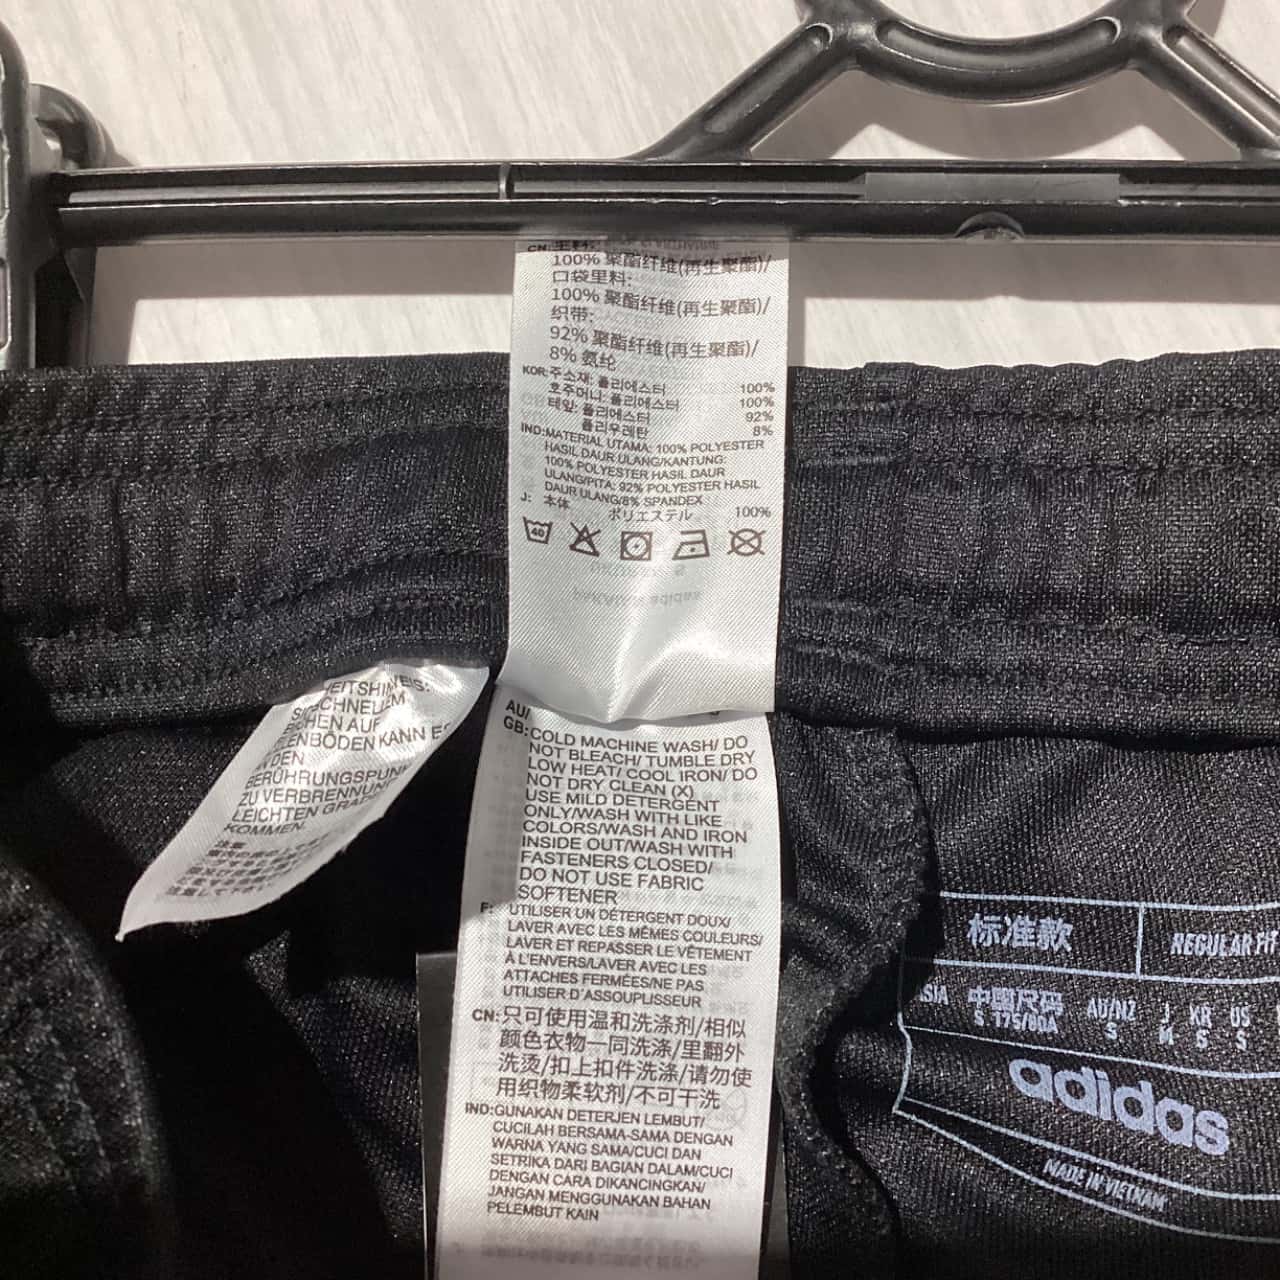 CN:主料:
100% 聚酯纤维(再生聚酯)/
口袋里料:
100% 聚酯纤维(再生聚酯)/
织带:
92% 聚酯纤维(再生聚酯)/
8% 氨纶
KOR:주소재: 폴리에스터 100%
호주머니: 폴리에스터 100%
테잎: 폴리에스터 92%
폴리우레탄 8%
IND:MATERIAL UTAMA: 100% POLYESTER
HASIL DAUR ULANG/KANTUNG:
100% POLYESTER HASIL DAUR
ULANG/PITA: 92% POLYESTER HASIL
DAUR ULANG/8% SPANDEX
J: 本体
ポリエステル 100%
40
SCHNELLEM
AUF
KANN
DEN
BERÜHRUNGSPUN
ZU VERBRENNUN
LEICHTEN GRAD
KOMMEN.
注意
AU/
GB:COLD MACHINE WASH/ DO
NOT BLEACH/ TUMBLE DRY
LOW HEAT/ COOL IRON/ DO
NOT DRY CLEAN (X)
USE MILD DETERGENT
ONLY/WASH WITH LIKE
COLORS/WASH AND IRON
INSIDE OUT/WASH WITH
FASTENERS CLOSED/
DO NOT USE FABRIC
SOFTENER
F: UTILISER UN DÉTERGENT DOUX/
LAVER AVEC LES MÊMES COULEURS/
LAVER ET REPASSER LE VÊTEMENT
À L'ENVERS/LAVER AVEC LES
ATTACHES FERMÉES/NE PAS
UTILISER D'ASSOUPLISSEUR
CN:只可使用温和洗涤剂/相似
颜色衣物一同洗涤/里翻外
洗烫/扣上扣件洗涤/请勿使
用织物柔软剂/不可干洗
IND:GUNAKAN DETERJEN LEMBUT/
CUCILAH BERSAMA-SAMA DENGAN
WARNA YANG SAMA/CUCI DAN
SETRIKA DARI BAGIAN DALAM/CUCI
DENGAN CARA DIKANCINGKAN/
JANGAN MENGGUNAKAN BAHAN
PELEMBUT KAIN
标准款 REGULAR FIT
SIA 中国尺码 AU/NZ J KR US
S 175/80A S M S S
adidas
MADE IN VIETNAM